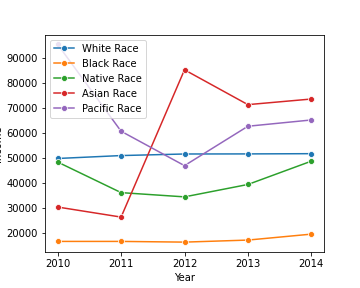 White Race
Black Race
Native Race
Asian Race
Pacific Race
90000
80000
70000
60000
50000
40000
30000
20000
2010
2011
2012
2013
2014
Year